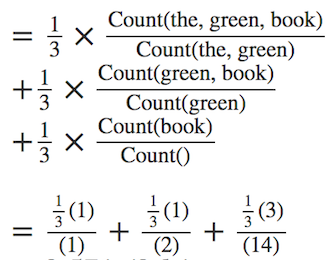 = 1/3 × Count(the, green, book) / Count(the, green)
+ 1/3 × Count(green, book) / Count(green)
+ 1/3 × Count(book) / Count()
= 1/3 (1) / (1) + 1/3 (1) / (2) + 1/3 (3) / (14)